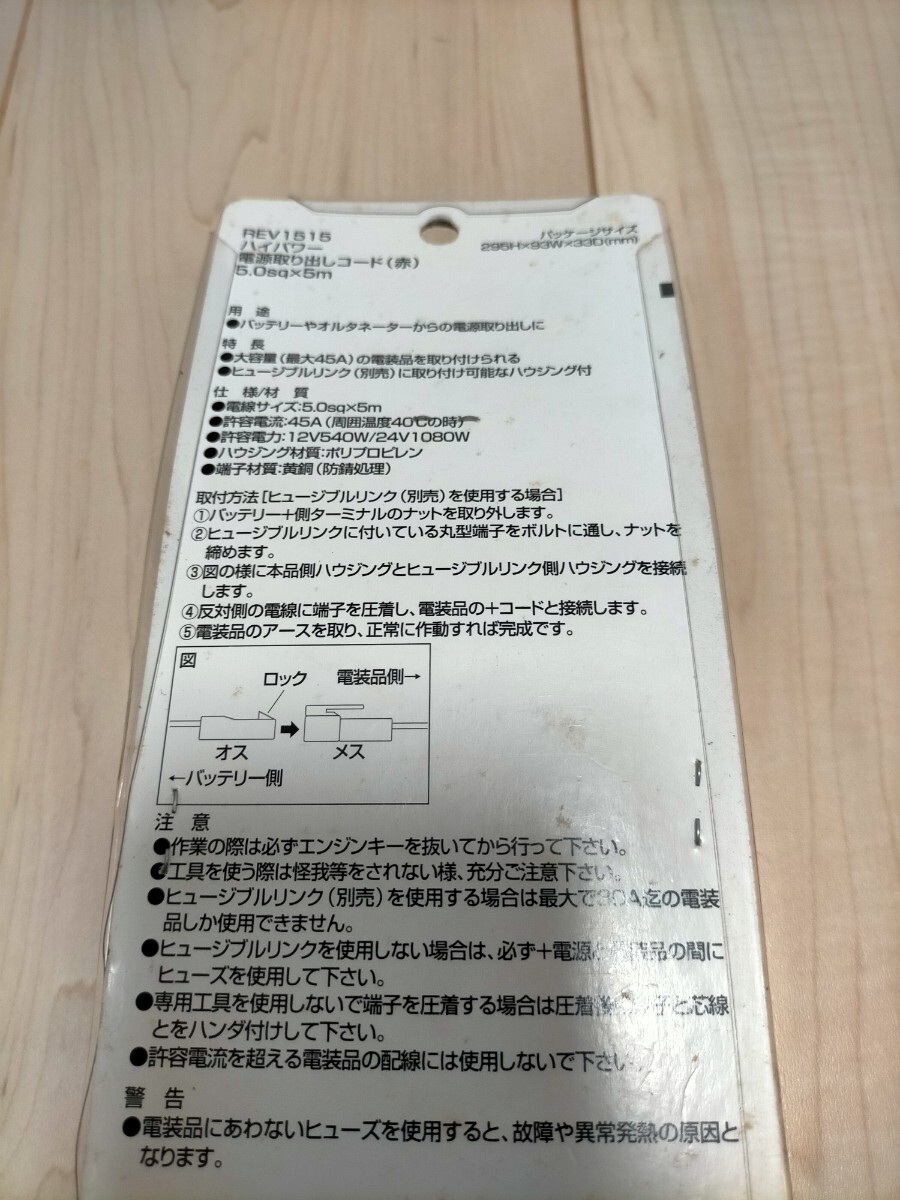 REV1515
ハイパワー
電源取り出しコード（赤）
5.0sq×5m
パッケージサイズ
295H×93W×33D(mm)
用 途
●バッテリーやオルタネーターからの電源取り出しに
特 長
●大容量（最大45A）の電装品を取り付けられる
●ヒュージブルリンク（別売）に取り付け可能なハウジング付
仕 様/材 質
●電線サイズ:5.0sq×5m
●許容電流:45A（周囲温度40℃の時）
●許容電力:12V540W/24V1080W
●ハウジング材質:ポリプロピレン
●端子材質:黄銅（防錆処理）
取付方法［ヒュージブルリンク（別売）を使用する場合］
①バッテリー＋側ターミナルのナットを取り外します。
②ヒュージブルリンクに付いている丸型端子をボルトに通し、ナットを
締めます。
③図の様に本品側ハウジングとヒュージブルリンク側ハウジングを接続
します。
④反対側の電線に端子を圧着し、電装品の＋コードと接続します。
⑤電装品のアースを取り、正常に作動すれば完成です。
図
ロック 電装品側→
オス メス
←バッテリー側
注 意
●作業の際は必ずエンジンキーを抜いてから行って下さい。
●工具を使う際は怪我等をされない様、充分ご注意下さい。
●ヒュージブルリンク（別売）を使用する場合は最大で30A迄の電装
品しか使用できません。
●ヒュージブルリンクを使用しない場合は、必ず＋電源 装品の間に
ヒューズを使用して下さい。
●専用工具を使用しないで端子を圧着する場合は圧着 子と芯線
とをハンダ付けして下さい。
●許容電流を超える電装品の配線には使用しないで下さい。
警 告
●電装品にあわないヒューズを使用すると、故障や異常発熱の原因と
なります。